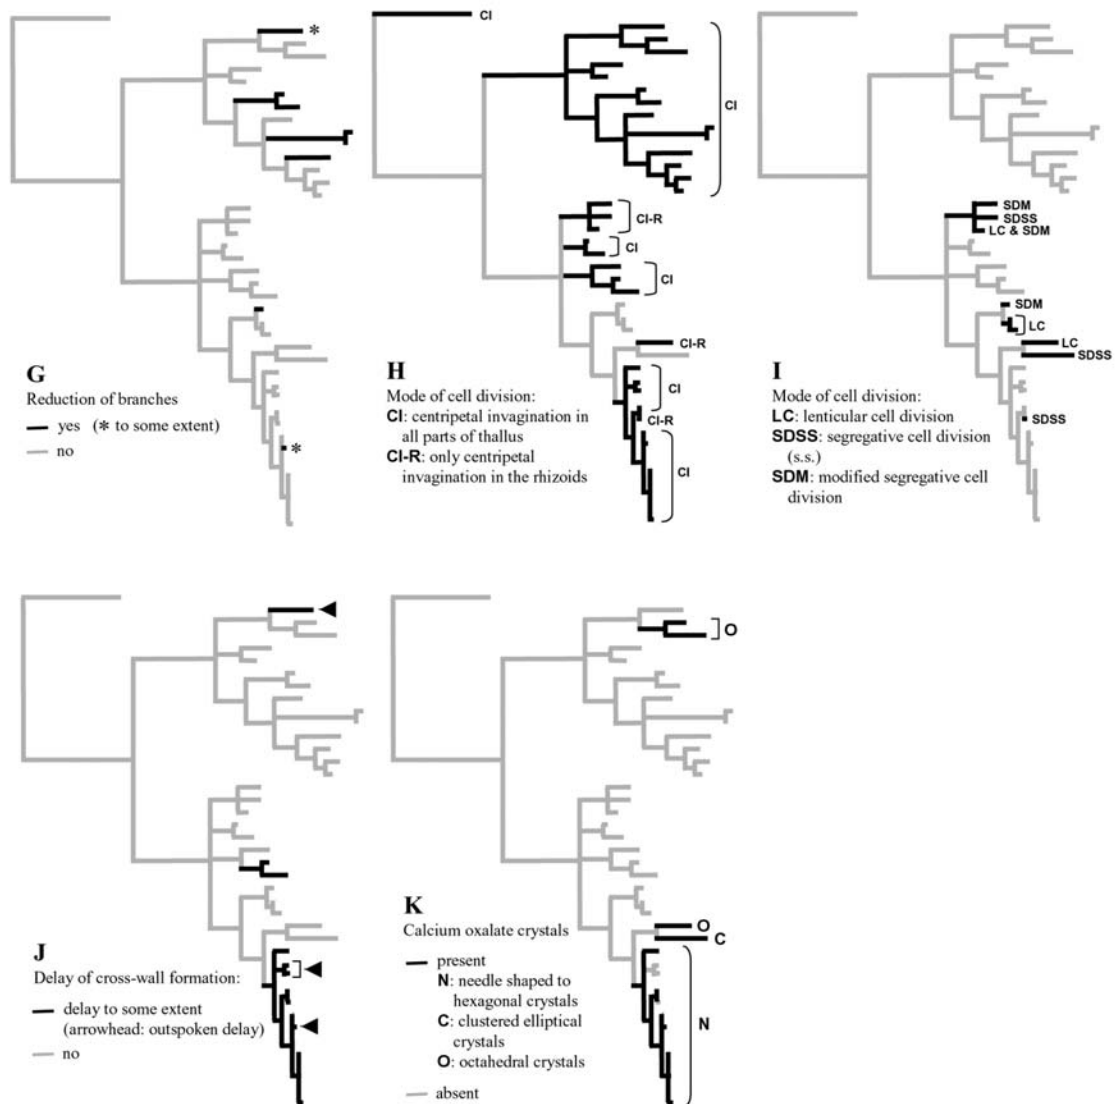 *
G
Reduction of branches
yes (* to some extent)
no
*
CI
CI
CI-R
CI
CI
CI-R
CI
CI-R
CI
H
Mode of cell division:
CI: centripetal invagination in
all parts of thallus
CI-R: only centripetal
invagination in the rhizoids
SDM
SDSS
LC & SDM
SDM
LC
LC
SDSS
SDSS
I
Mode of cell division:
LC: lenticular cell division
SDSS: segregative cell division
(s.s.)
SDM: modified segregative cell
division
J
Delay of cross-wall formation:
delay to some extent
(arrowhead: outspoken delay)
no
O
O
C
N
K
Calcium oxalate crystals
present
N: needle shaped to
hexagonal crystals
C: clustered elliptical
crystals
O: octahedral crystals
absent